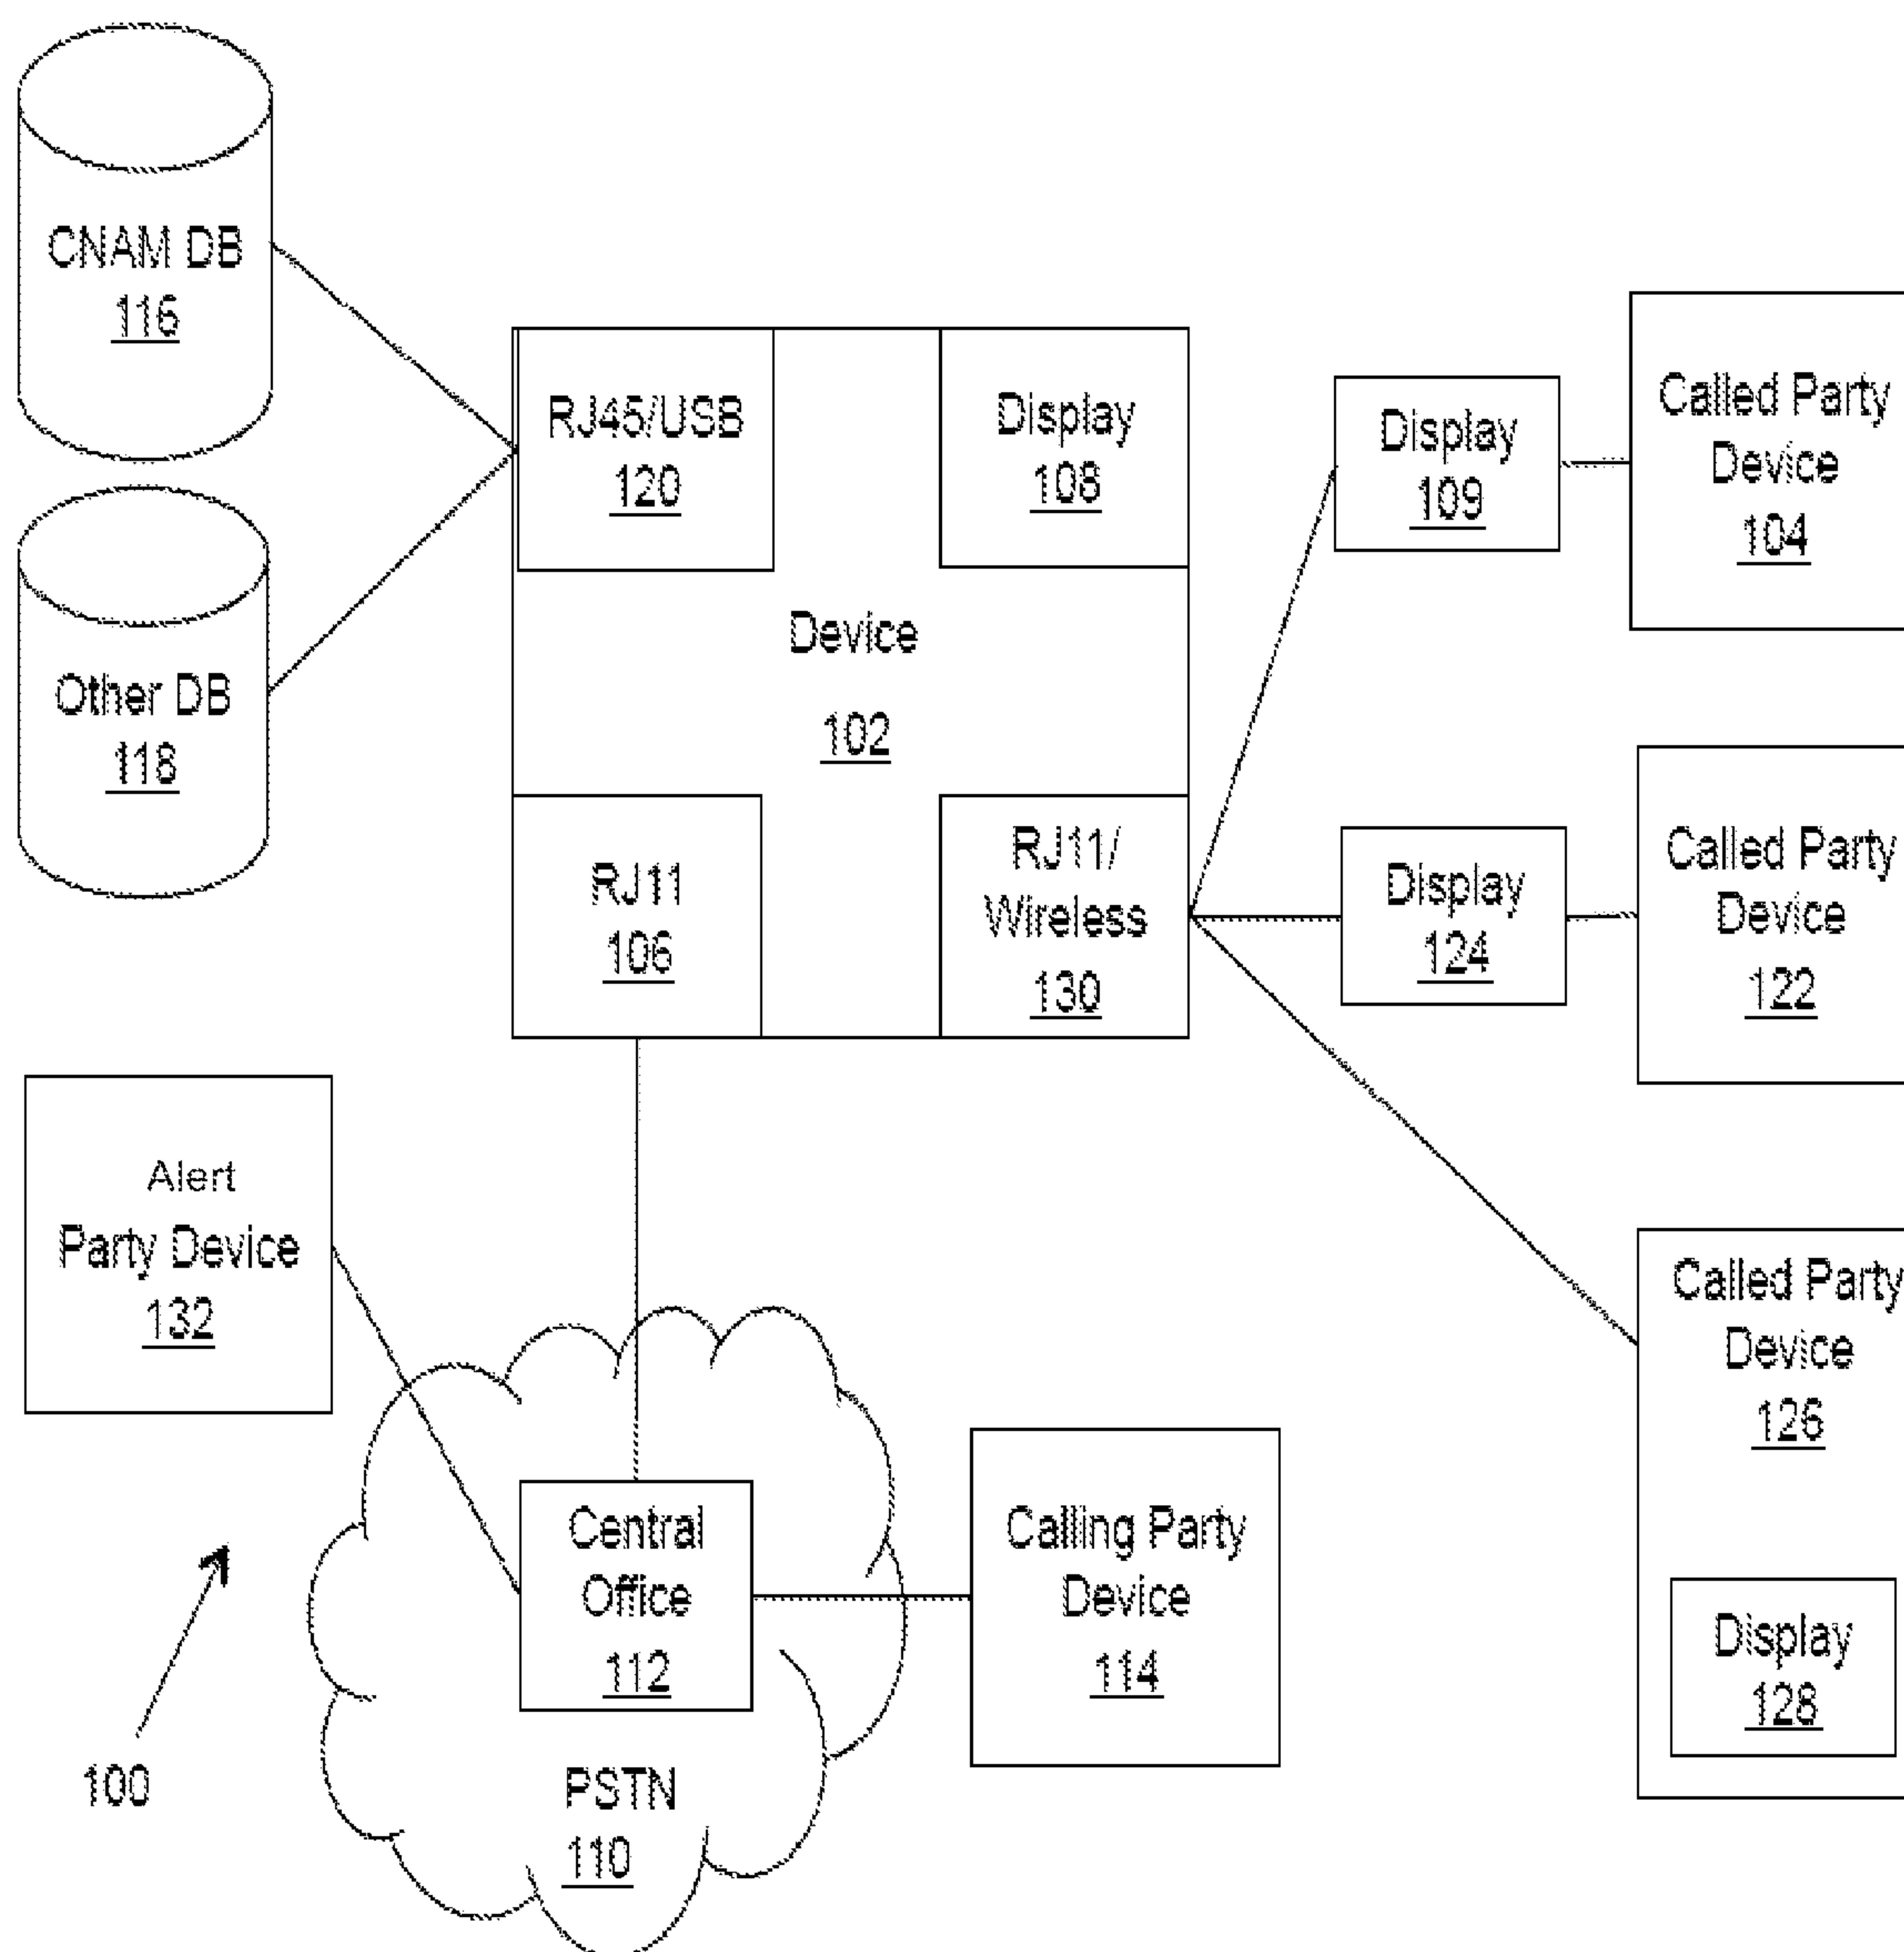 CNAM DB
116
Other DB
118
RJ45/USB
120
Display
108
Device
102
RJ11
106
RJ11/
Wireless
130
Display
109
Called Party
Device
104
Display
124
Called Party
Device
122
Called Party
Device
126
Display
128
Alert
Party Device
132
Central
Office
112
PSTN
110
Calling Party
Device
114
100